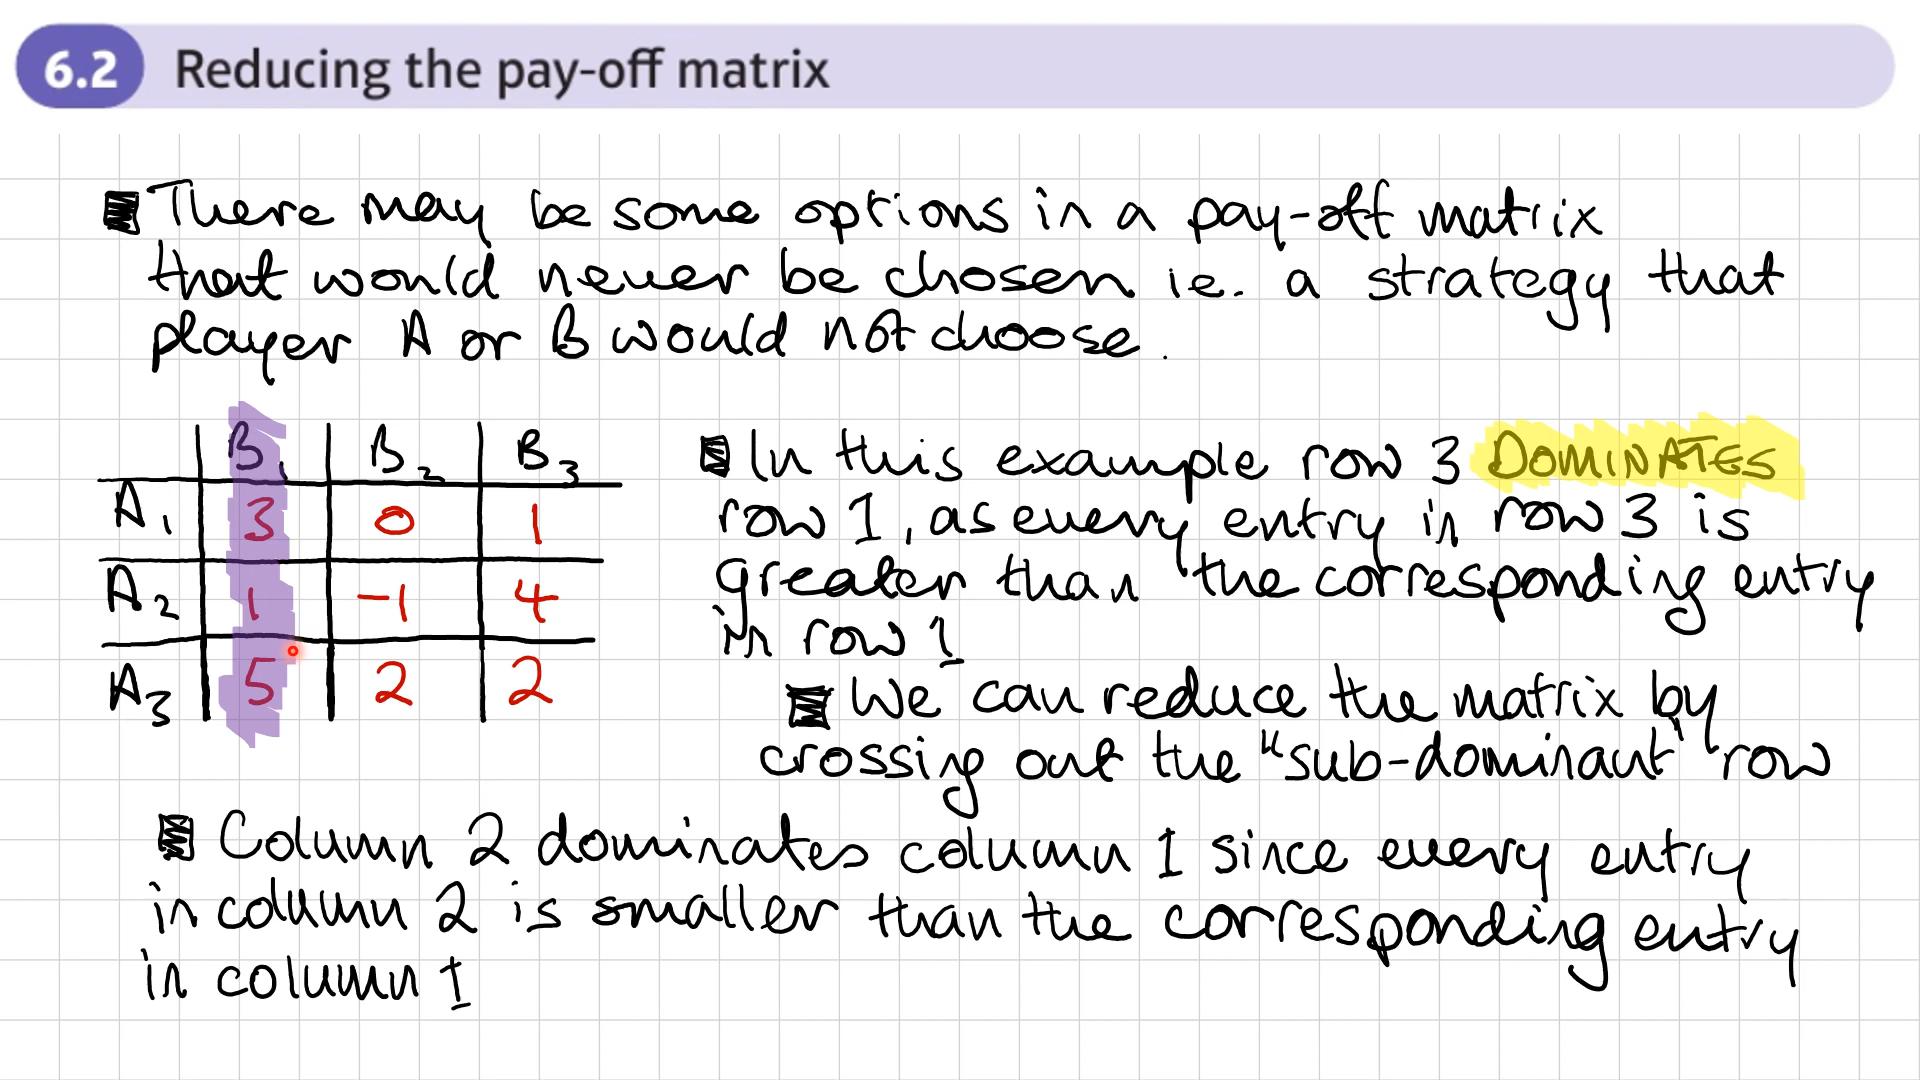 6.2 Reducing the pay-off matrix
There may be some options in a pay-off matrix
that would never be chosen ie. a strategy that
player A or B would not choose.
B1 B2 B3
A1 3 0 1
A2 1 -1 4
A3 5 2 2
In this example row 3 DOMINATES
row 1, as every entry in row 3 is
greater than the corresponding entry
in row 1
We can reduce the matrix by
crossing out the "sub-dominant" row
Column 2 dominates column 1 since every entry
in column 2 is smaller than the corresponding entry
in column 1